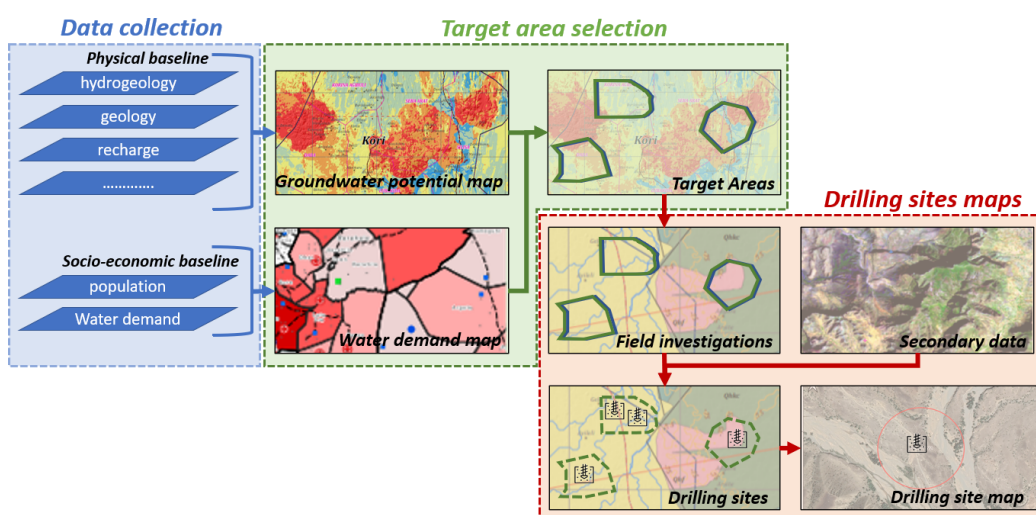 Data collection
Target area selection
Physical baseline
hydrogeology
geology
recharge
………….
Socio-economic baseline
population
Water demand
Kori
Groundwater potential map
Water demand map
Kori
Target Areas
Drilling sites maps
Field investigations
Secondary data
Drilling sites
Drilling site map